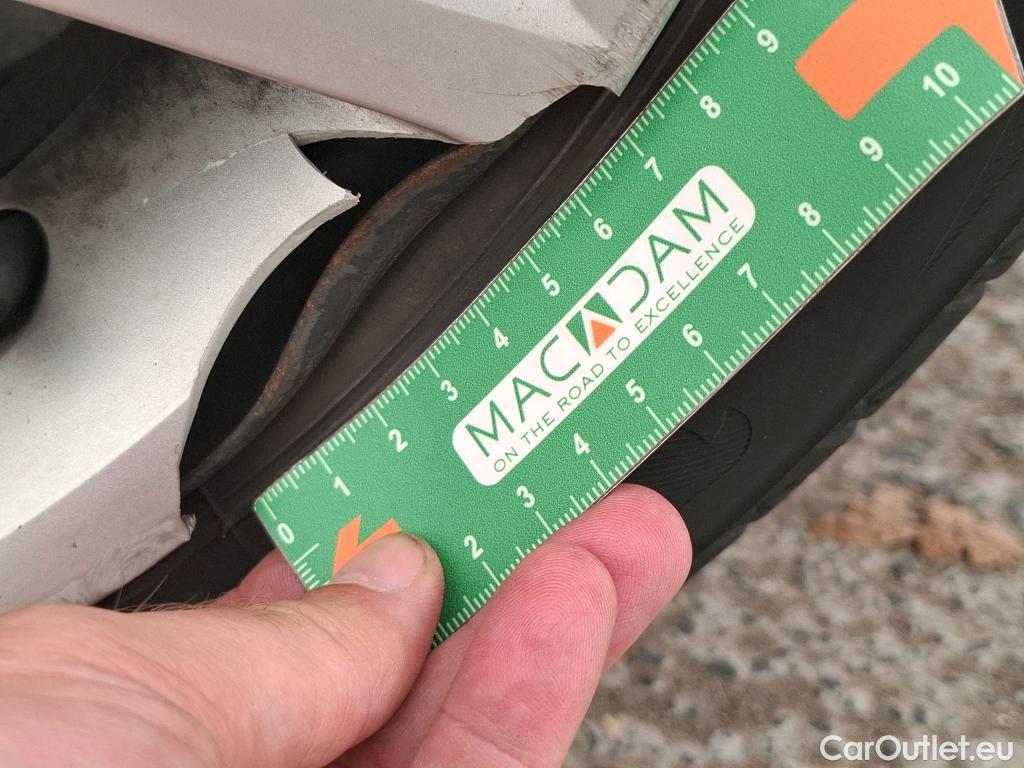 1 2 3 4 5 6 7 8 9
MACADAM
ON THE ROAD TO EXCELLENCE
0 2 3 4 5 6 7 8 9 10
CarOutlet.eu